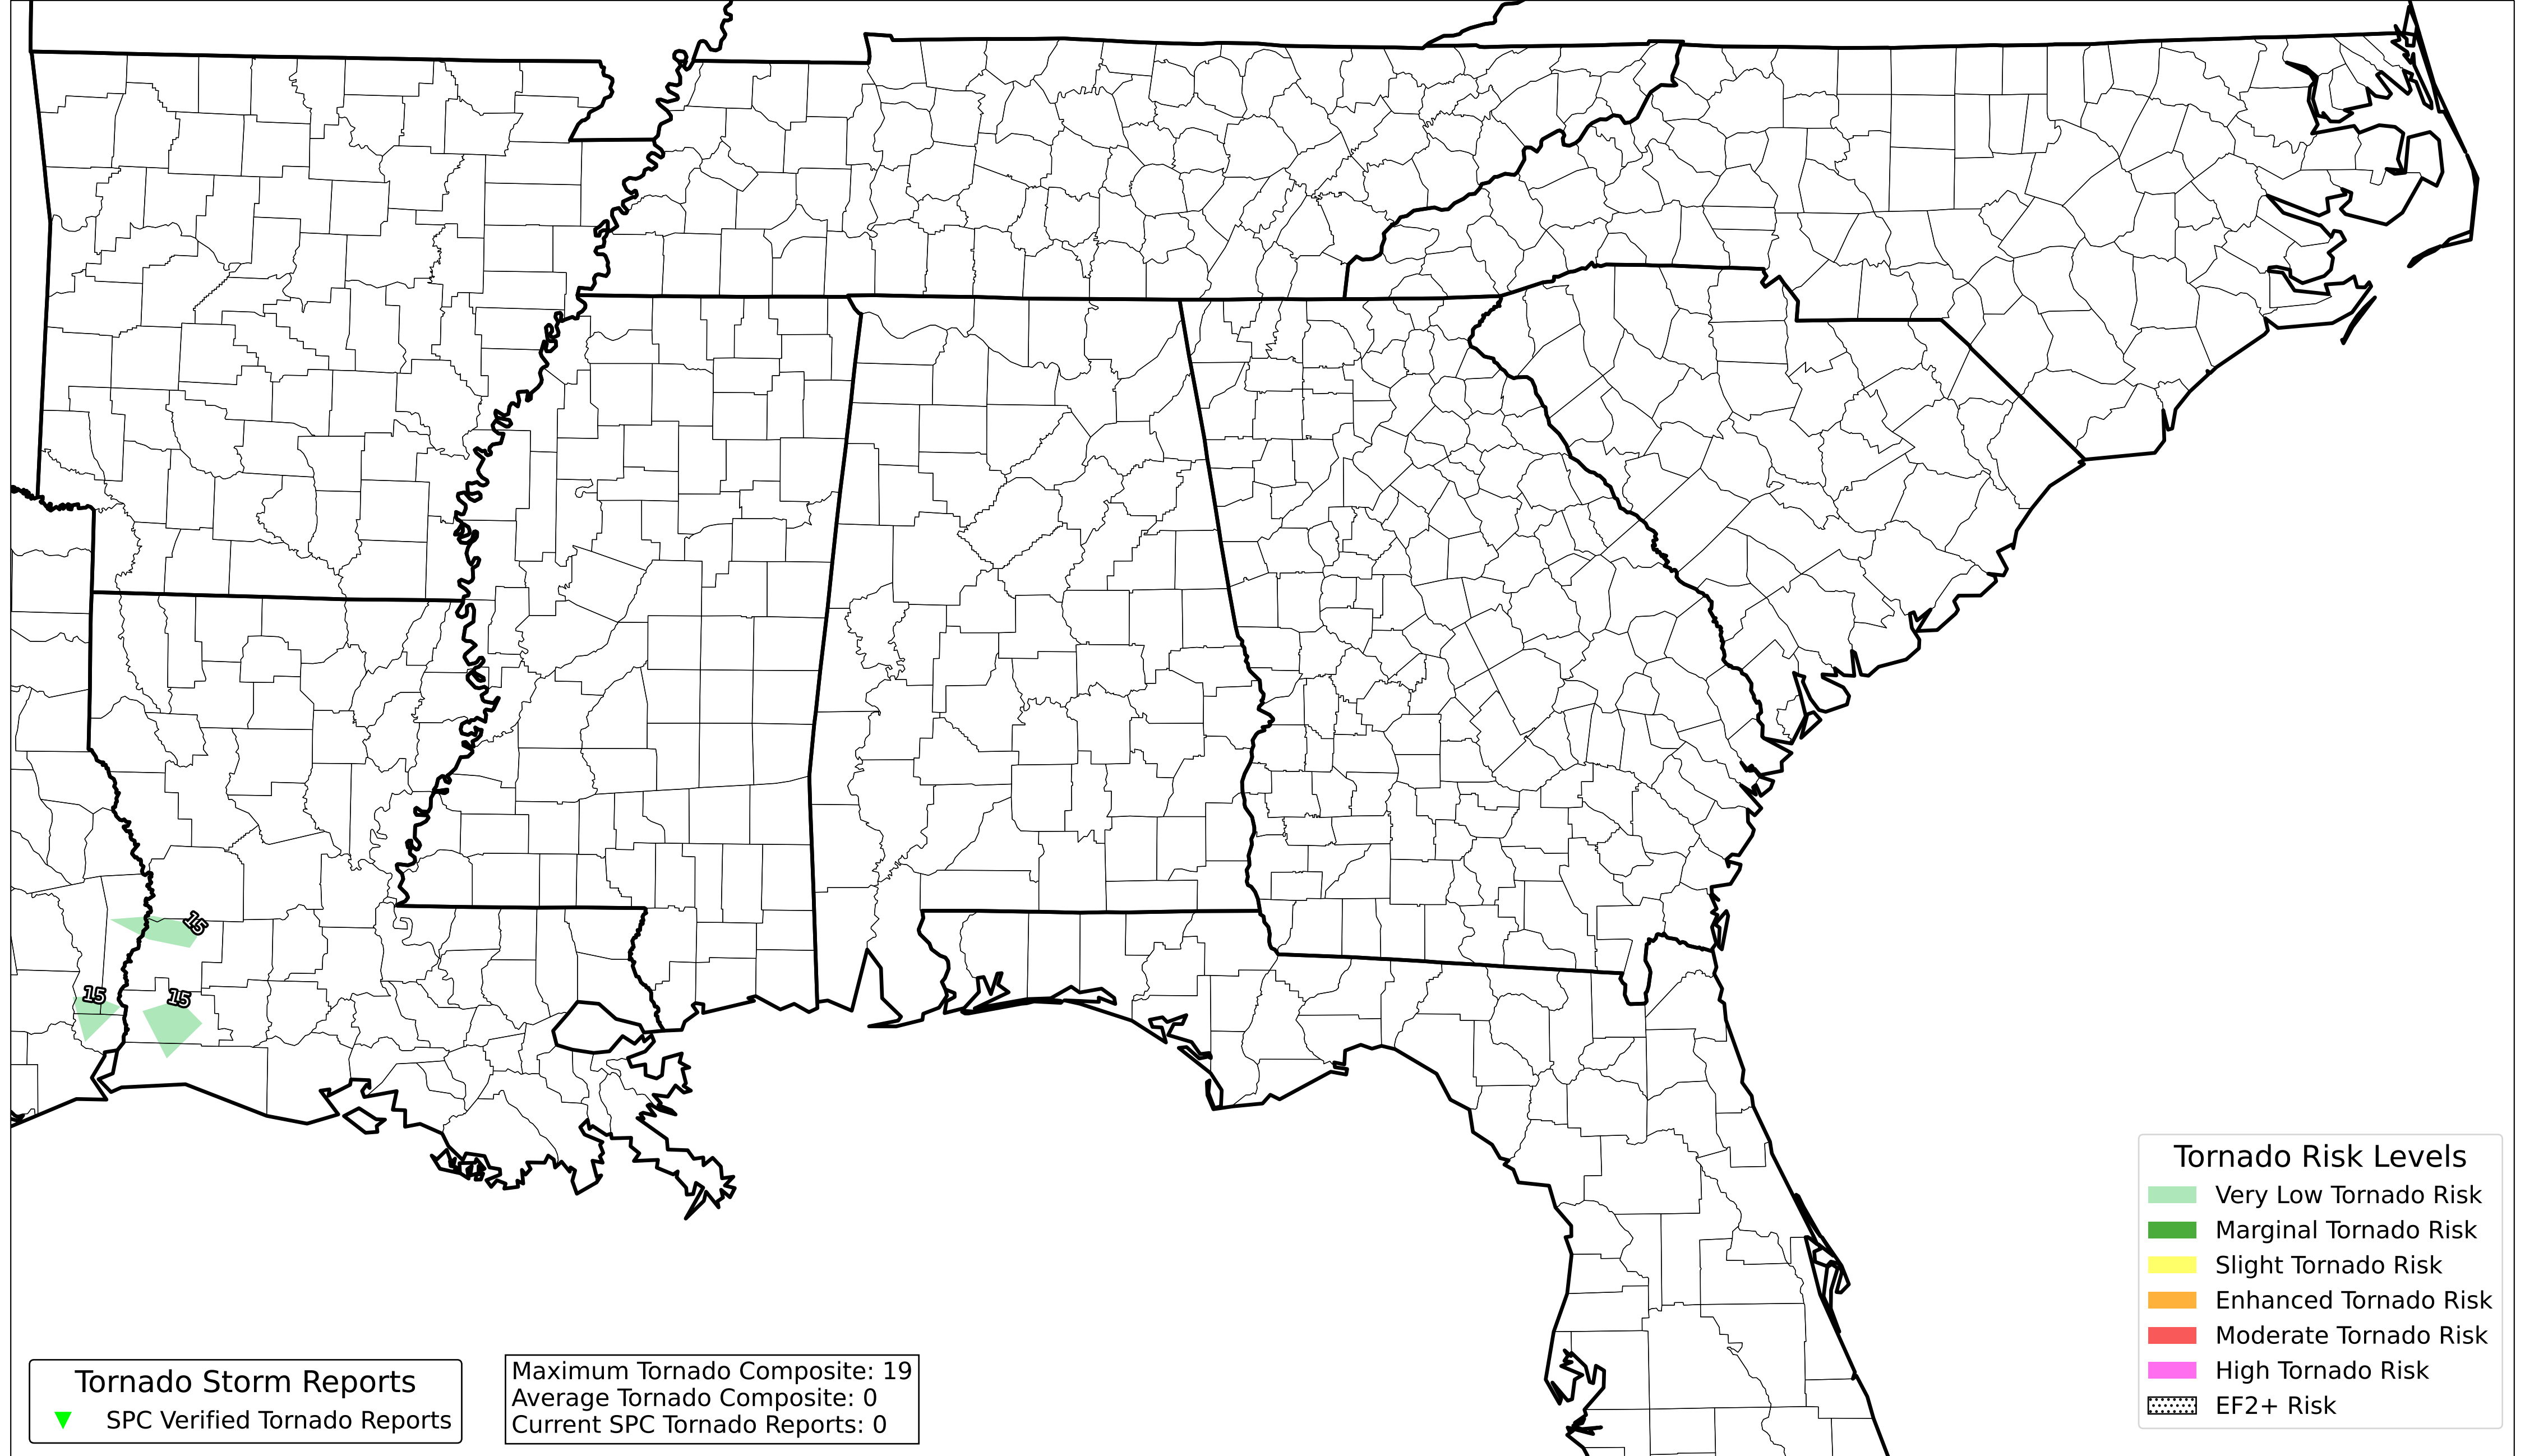 15
15
15
Tornado Risk Levels
Very Low Tornado Risk
Marginal Tornado Risk
Slight Tornado Risk
Enhanced Tornado Risk
Moderate Tornado Risk
High Tornado Risk
EF2+ Risk
Tornado Storm Reports
SPC Verified Tornado Reports
Maximum Tornado Composite: 19
Average Tornado Composite: 0
Current SPC Tornado Reports: 0